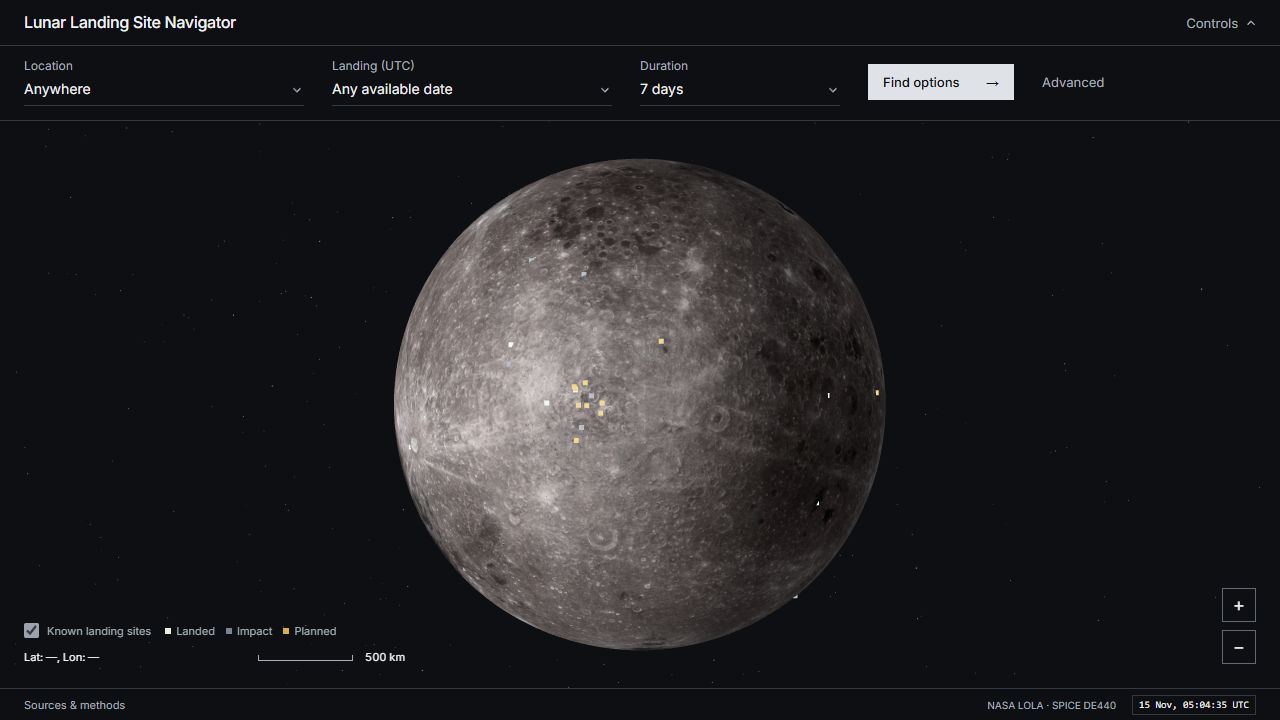 Lunar Landing Site Navigator
Controls
Location
Anywhere
Landing (UTC)
Any available date
Duration
7 days
Find options →
Advanced
Known landing sites
Landed
Impact
Planned
Lat: —, Lon: —
500 km
+
−
Sources & methods
NASA LOLA · SPICE DE440
15 Nov, 05:04:35 UTC